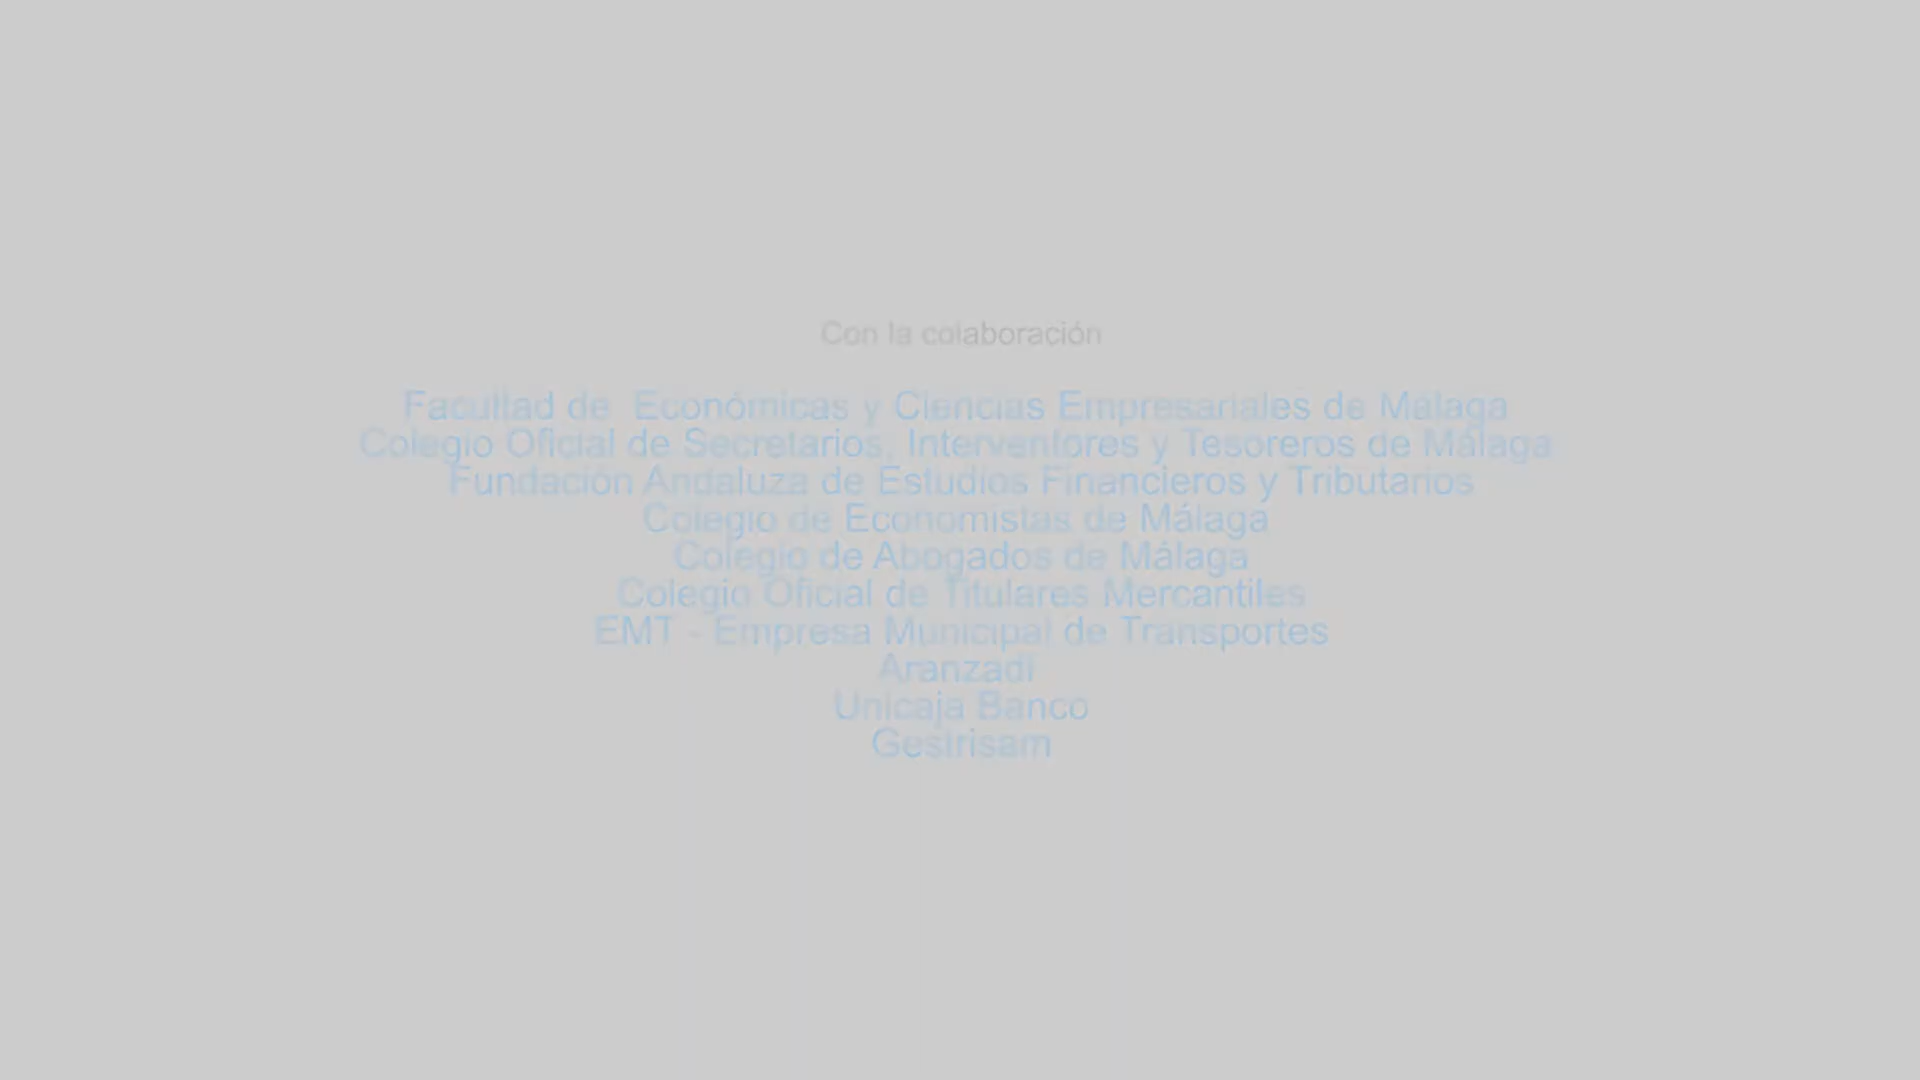 Con la colaboración
Facultad de Económicas y Ciencias Empresariales de Málaga
Colegio Oficial de Secretarios, Interventores y Tesoreros de Málaga
Fundación Andaluza de Estudios Financieros y Tributarios
Colegio de Economistas de Málaga
Colegio de Abogados de Málaga
Colegio Oficial de Titulares Mercantiles
EMT - Empresa Municipal de Transportes
Aranzadi
Unicaja Banco
Gestrisam